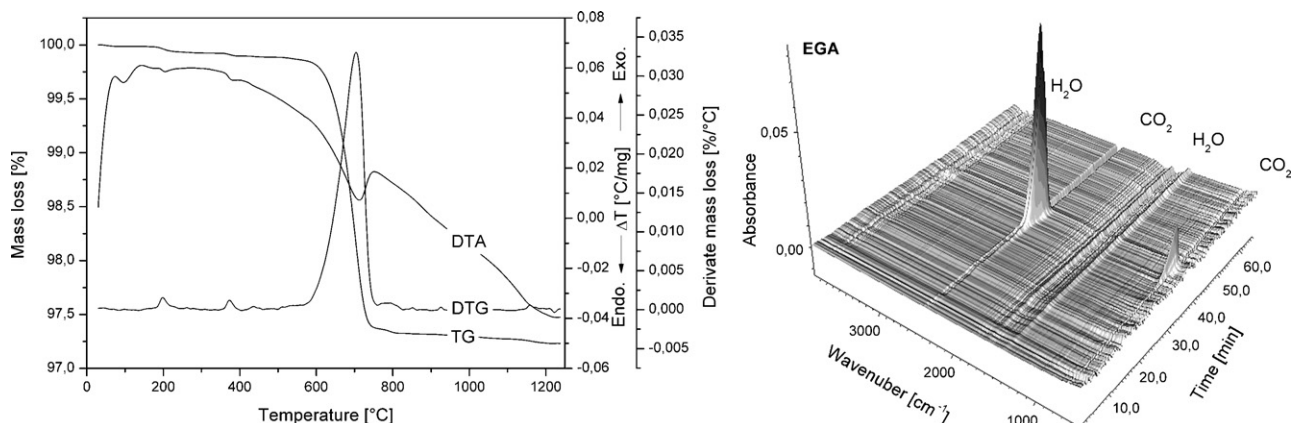 100,0
99,5
99,0
98,5
98,0
97,5
97,0
Mass loss [%]
0 200 400 600 800 1000 1200
Temperature [°C]
DTA
DTG
TG
0,08
0,06
0,04
0,02
0,00
-0,02
-0,04
-0,06
Endo. ΔT [°C/mg] Exo.
0,035
0,030
0,025
0,020
0,015
0,010
0,005
0,000
-0,005
Derivate mass loss [%/°C]
EGA
H2O
CO2
H2O
CO2
0,05
0,00
Absorbance
3000
2000
1000
Wavenuber [cm-1]
10,0
20,0
30,0
40,0
50,0
60,0
Time [min]